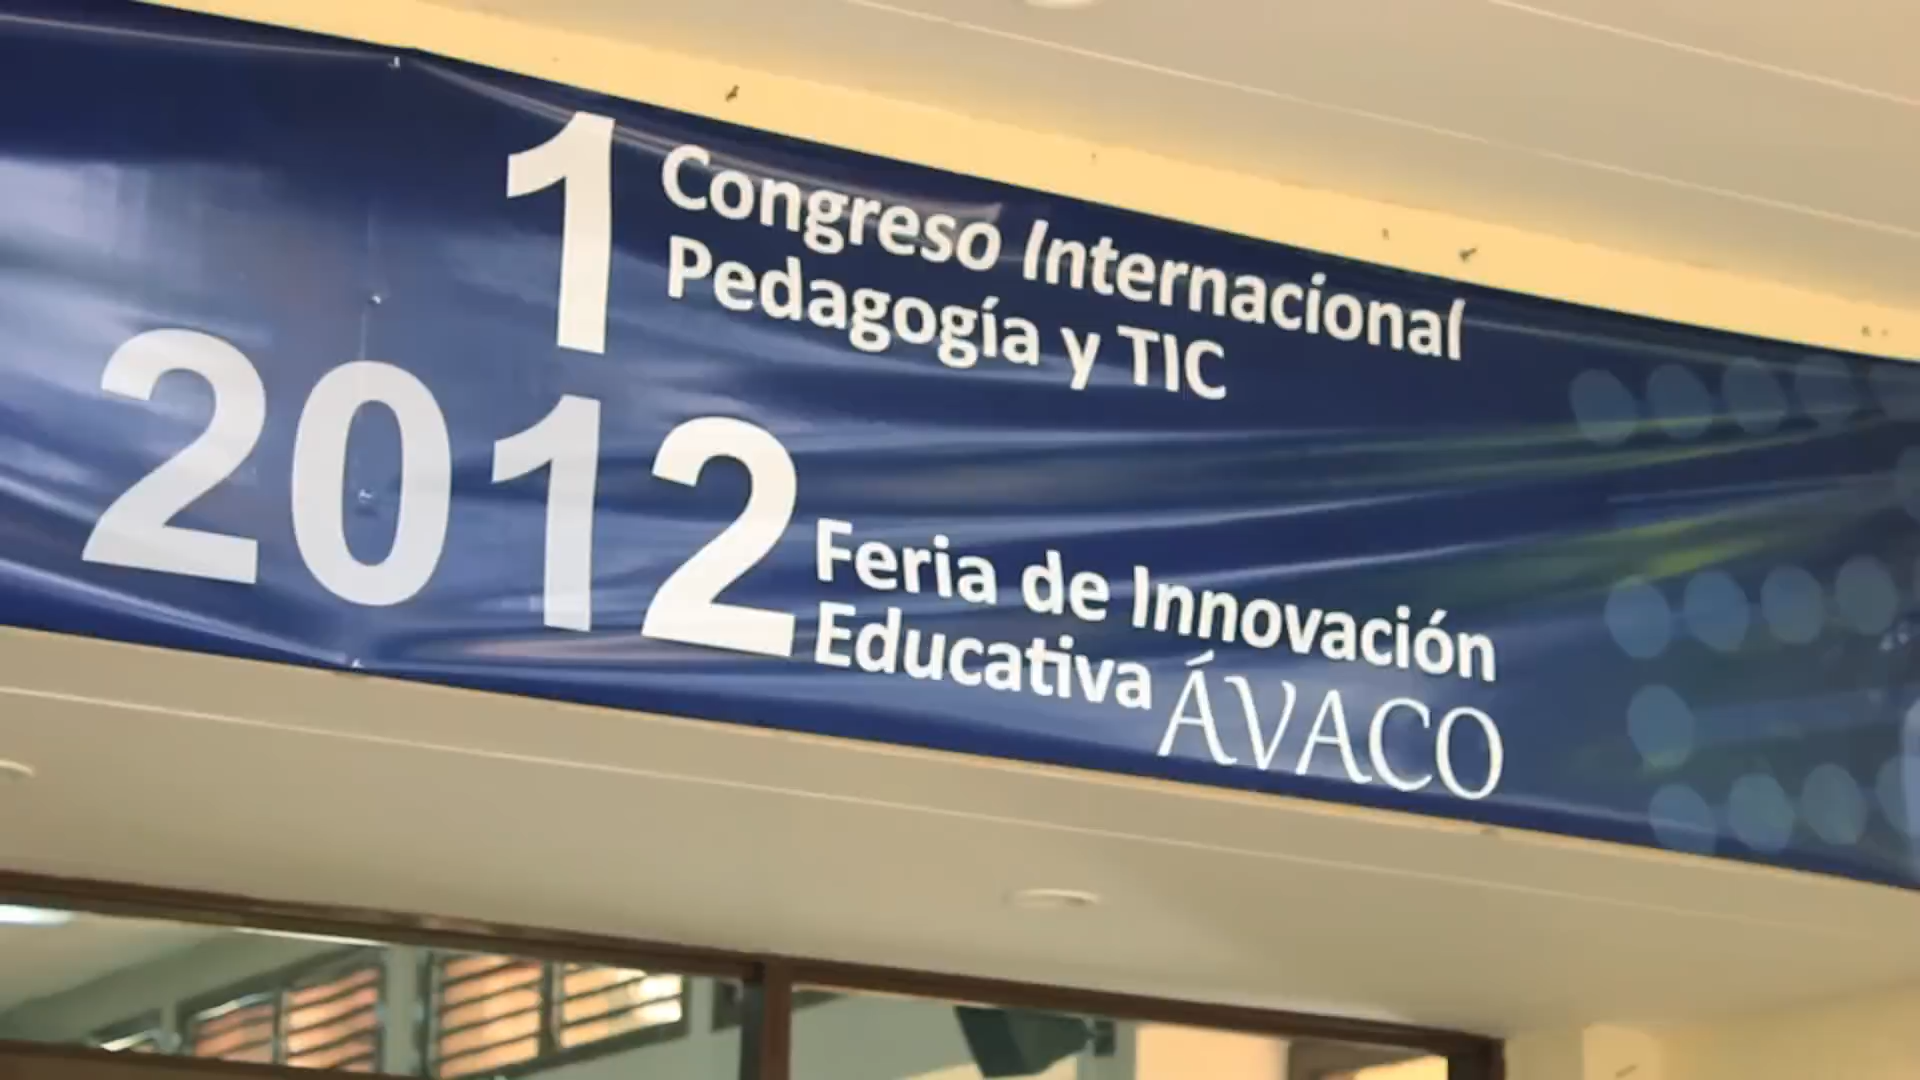 1 Congreso Internacional
Pedagogía y TIC
2012 Feria de Innovación
Educativa ÁVACO